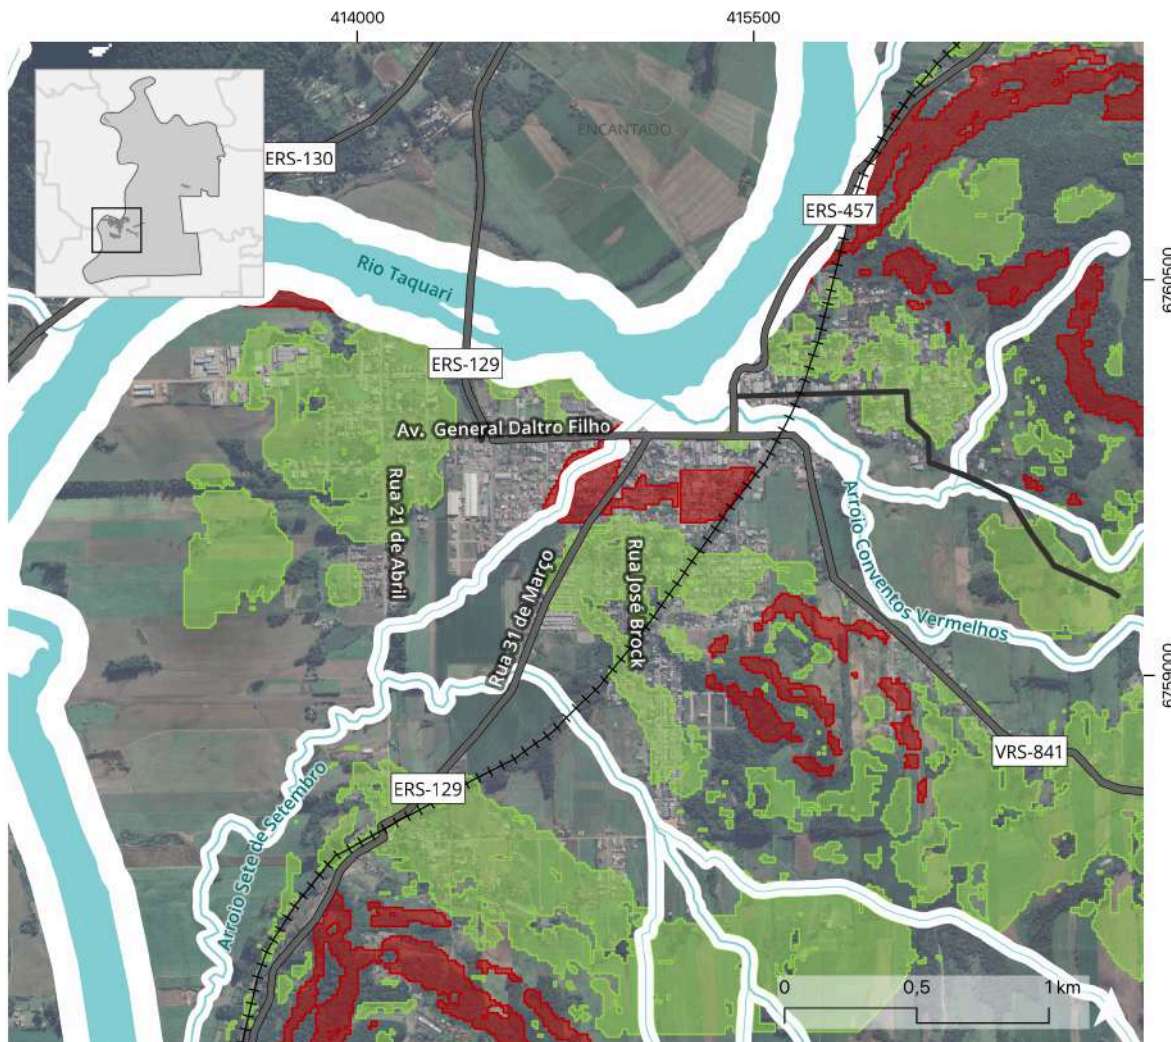 414000
415500
ENCANTADO
ERS-130
ERS-457
Rio Taquari
6760500
ERS-129
Av. General Daltro Filho
Rua 21 de Abril
Arroio Conventos Vermelhos
Rua 31 de Março
Rua José Brock
6759000
VRS-841
ERS-129
Arroio Sete de Setembro
0
0,5
1 km